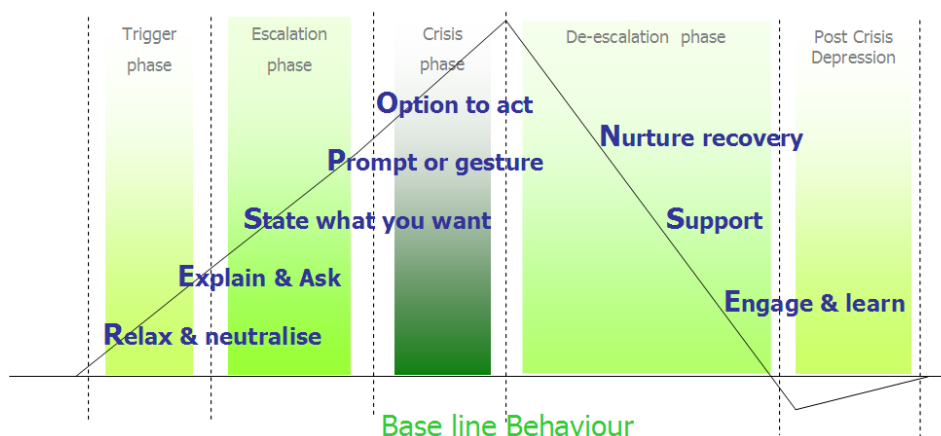 Trigger
phase
Escalation
phase
Crisis
phase
De-escalation phase
Post Crisis
Depression
Option to act
Prompt or gesture
State what you want
Explain & Ask
Relax & neutralise
Nurture recovery
Support
Engage & learn
Base line Behaviour